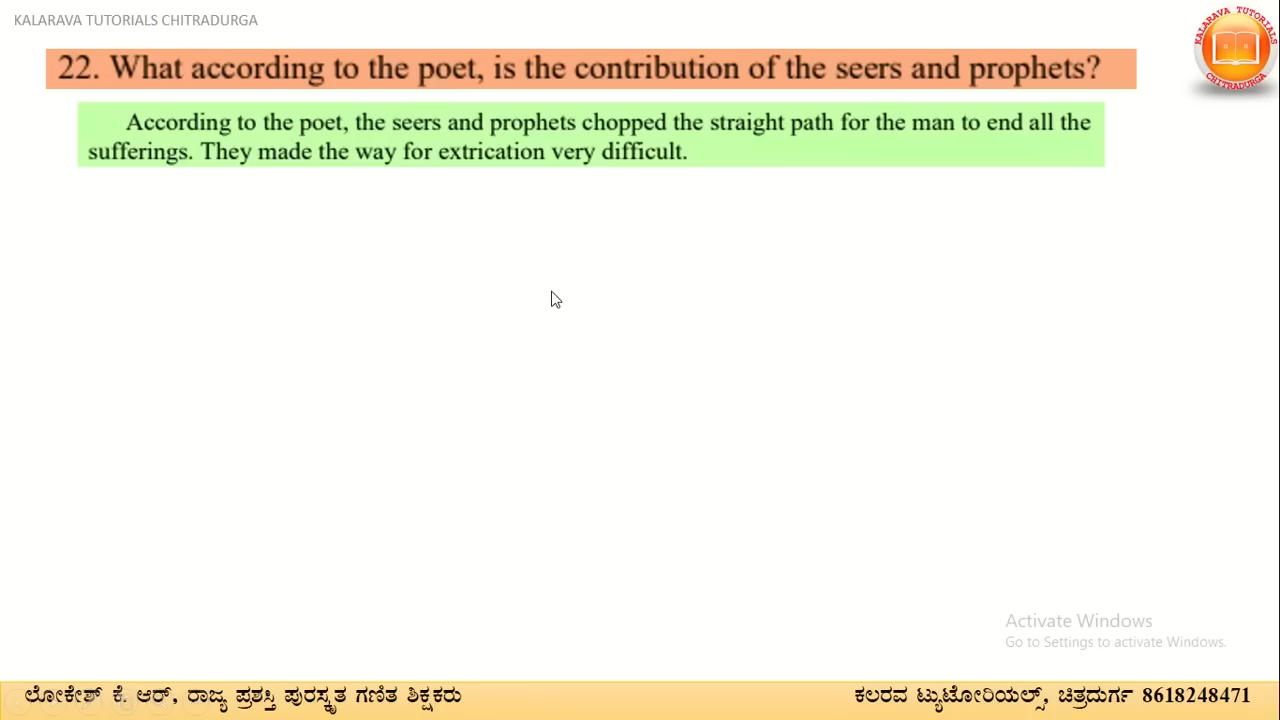 KALARAVA TUTORIALS CHITRADURGA
KALARAVA TUTORIALS
CHITRADURGA
22. What according to the poet, is the contribution of the seers and prophets?
According to the poet, the seers and prophets chopped the straight path for the man to end all the
sufferings. They made the way for extrication very difficult.
Activate Windows
Go to Settings to activate Windows.
ಲೋಕೇಶ್ ಕೆ. ಆರ್, ರಾಜ್ಯ ಪ್ರಶಸ್ತಿ ಪುರಸ್ಕೃತ ಗಣಿತ ಶಿಕ್ಷಕರು
ಕಲರವ ಟ್ಯುಟೋರಿಯಲ್ಸ್, ಚಿತ್ರದುರ್ಗ 8618248471